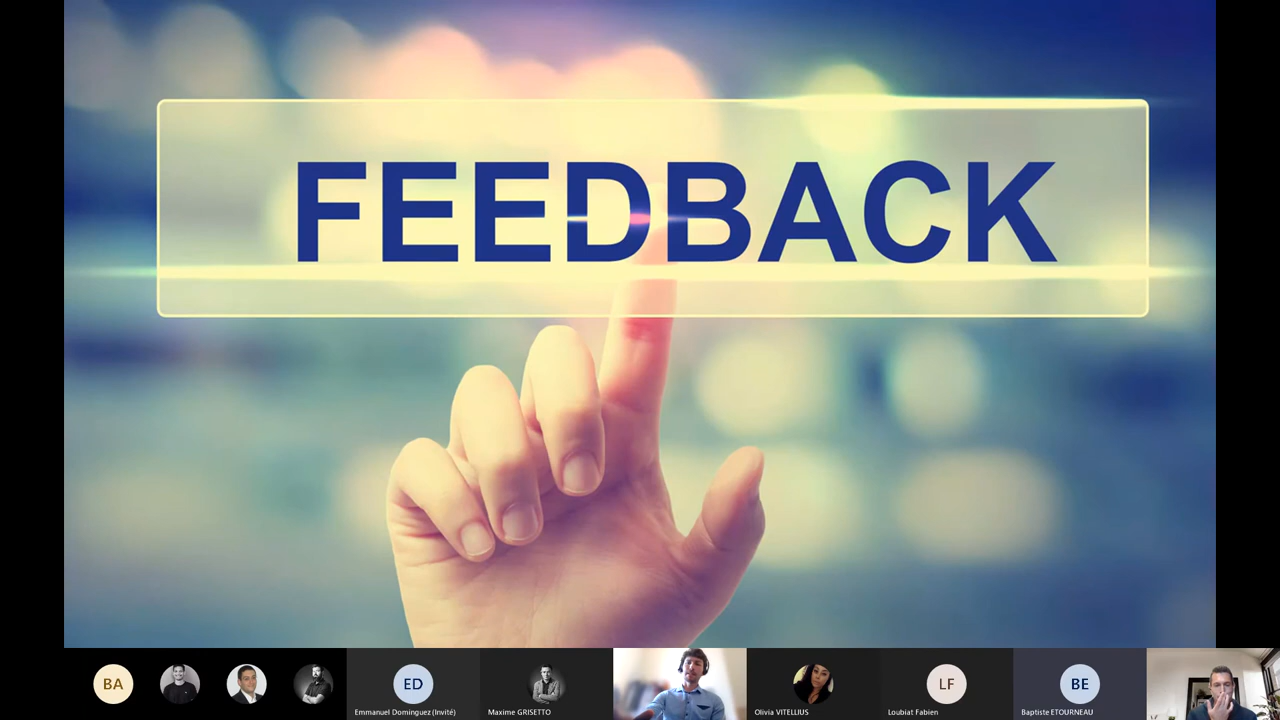 FEEDBACK
BA
ED
Emmanuel Dominguez (Invité)
Maxime GRISETTO
Olivia VITELLIUS
LF
Loubiat Fabien
BE
Baptiste ETOURNEAU